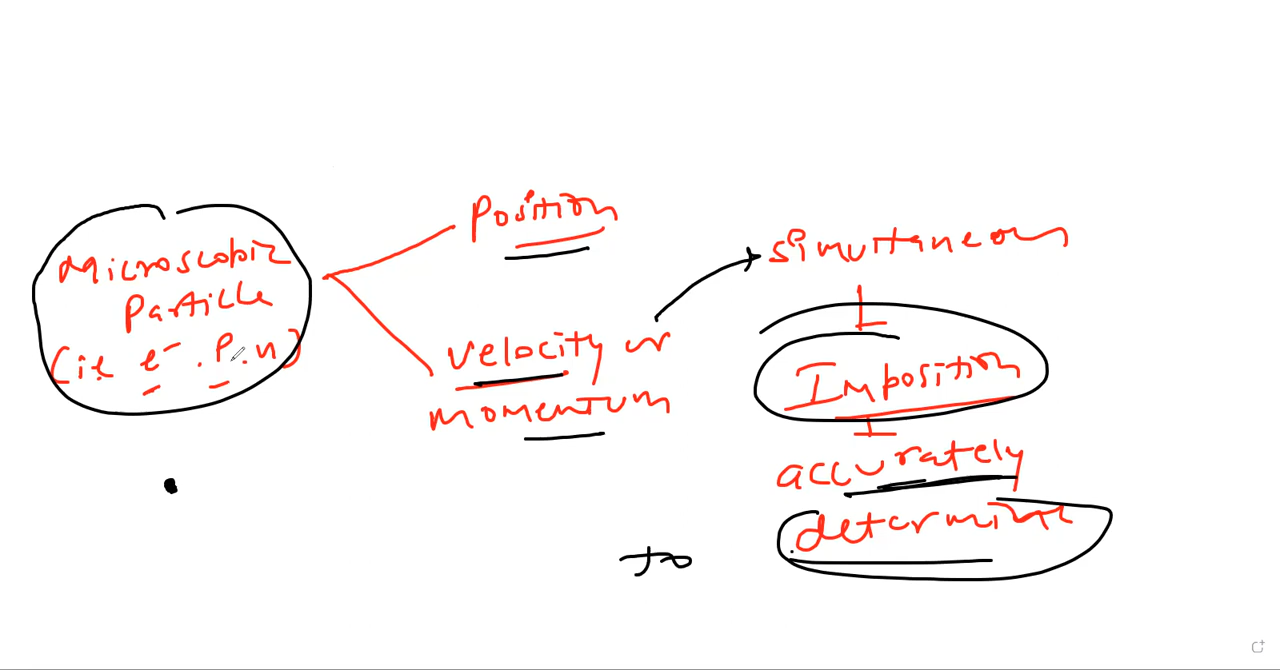 Position
simultaneous
Microscopic
Particle
(i.e e⁻ . P . n)
velocity or
momentum
Imposition
accurately
determine
to